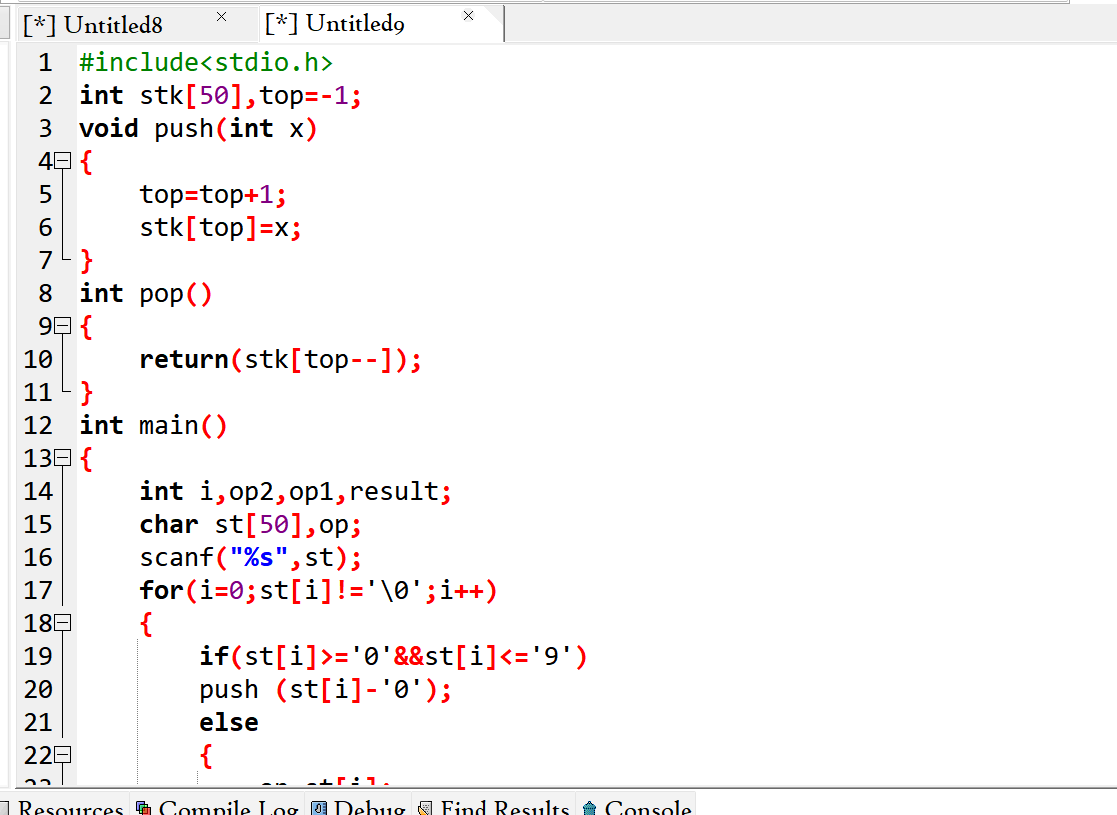 [*] Untitled8 × [*] Untitled9 ×
1 #include<stdio.h>
2 int stk[50],top=-1;
3 void push(int x)
4 {
5 top=top+1;
6 stk[top]=x;
7 }
8 int pop()
9 {
10 return(stk[top--]);
11 }
12 int main()
13 {
14 int i,op2,op1,result;
15 char st[50],op;
16 scanf("%s",st);
17 for(i=0;st[i]!='\0';i++)
18 {
19 if(st[i]>='0'&&st[i]<='9')
20 push (st[i]-'0');
21 else
22 {
Resources Compile Log Debug Find Results Console